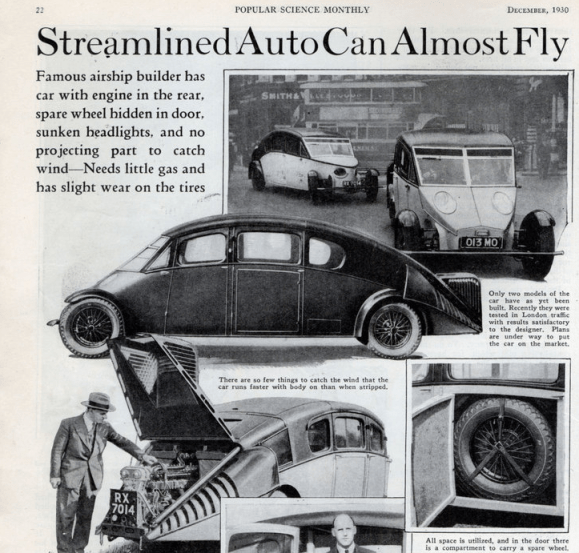 22
POPULAR SCIENCE MONTHLY
DECEMBER, 1930
Streamlined Auto Can Almost Fly
Famous airship builder has
car with engine in the rear,
spare wheel hidden in door,
sunken headlights, and no
projecting part to catch
wind—Needs little gas and
has slight wear on the tires
SMITH &
RX 7014
013 MO
Only two models of the
car have as yet been
built. Recently they were
tested in London traffic
with results satisfactory
to the designer. Plans
are under way to put
the car on the market.
There are so few things to catch the wind that the
car runs faster with body on than when stripped.
RX
7014
All space is utilized, and in the door there
is a compartment to carry a spare wheel.